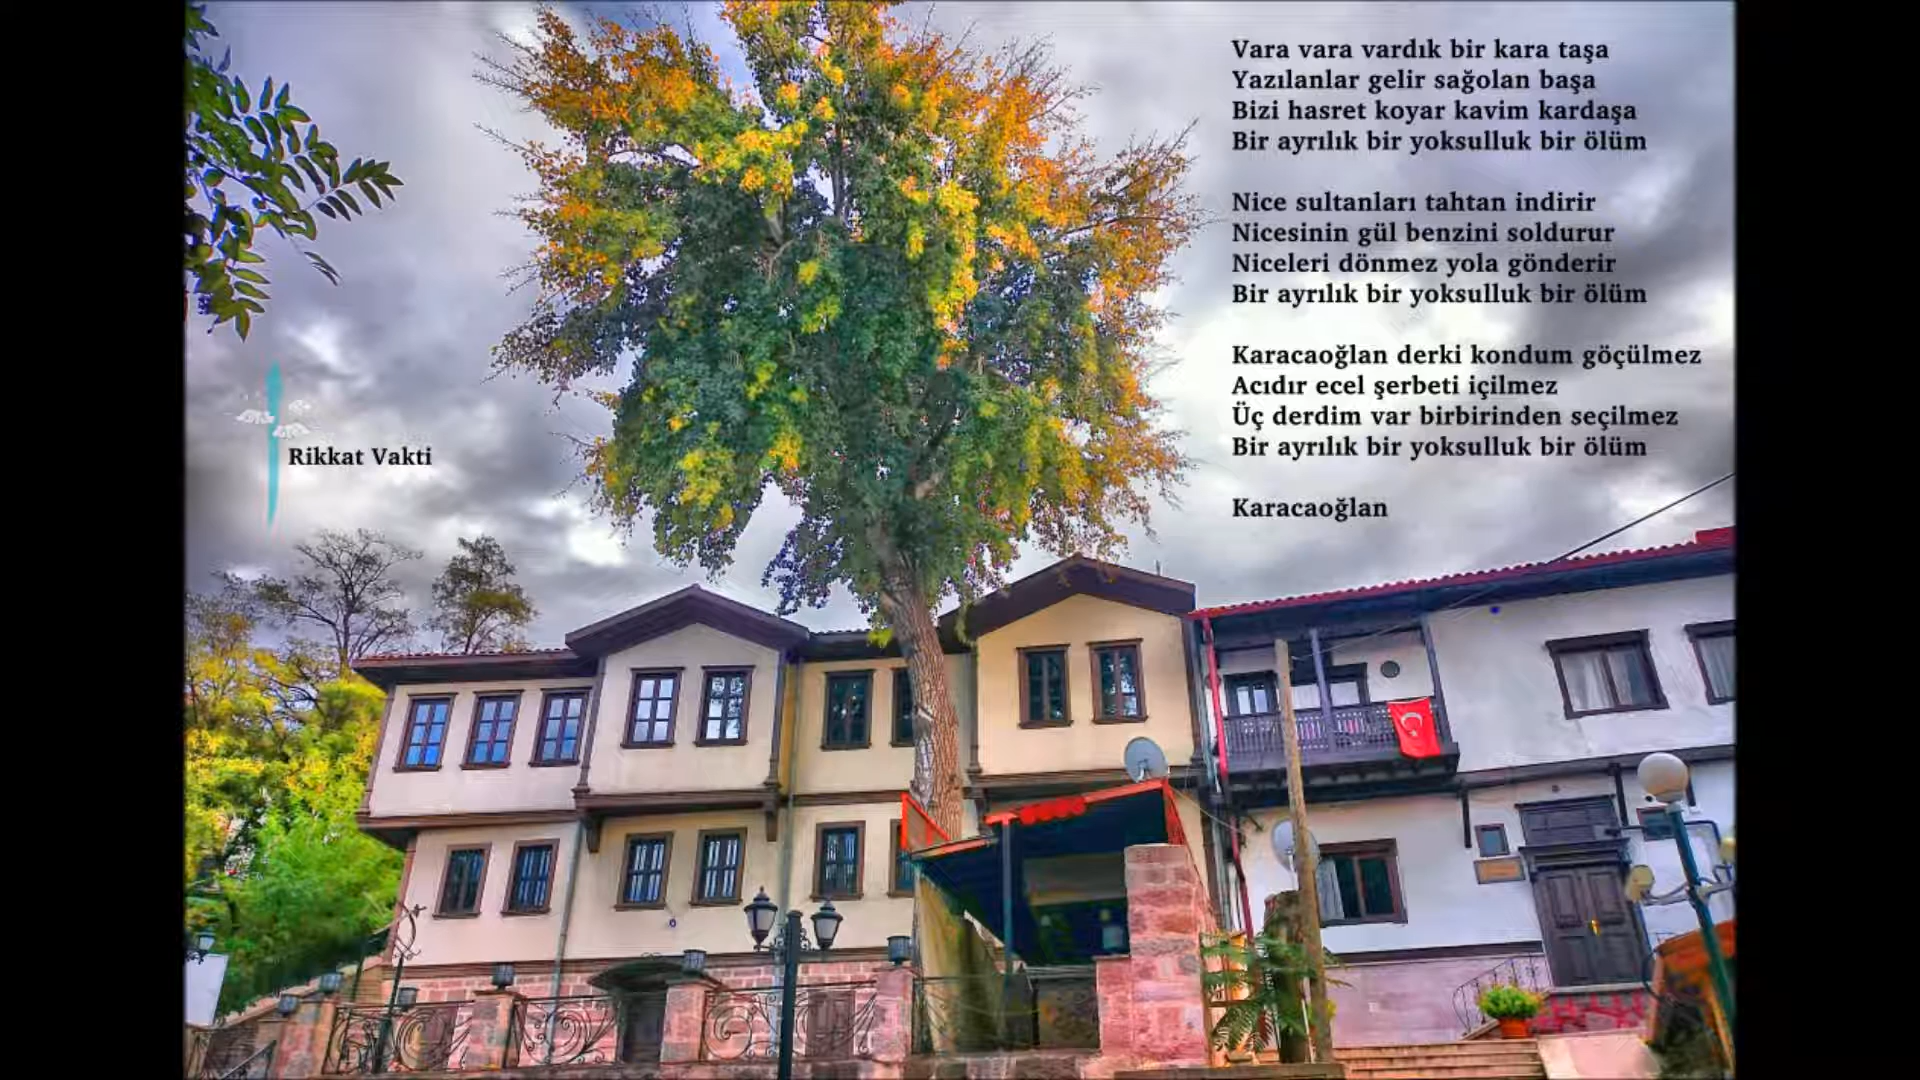 Vara vara vardık bir kara taşa
Yazılanlar gelir sağolan başa
Bizi hasret koyar kavim kardaşa
Bir ayrılık bir yoksulluk bir ölüm
Nice sultanları tahtan indirir
Nicesinin gül benzini soldurur
Niceleri dönmez yola gönderir
Bir ayrılık bir yoksulluk bir ölüm
Karacaoğlan derki kondum göçülmez
Acıdır ecel şerbeti içilmez
Üç derdim var birbirinden seçilmez
Bir ayrılık bir yoksulluk bir ölüm
Karacaoğlan
Rikkat Vakti